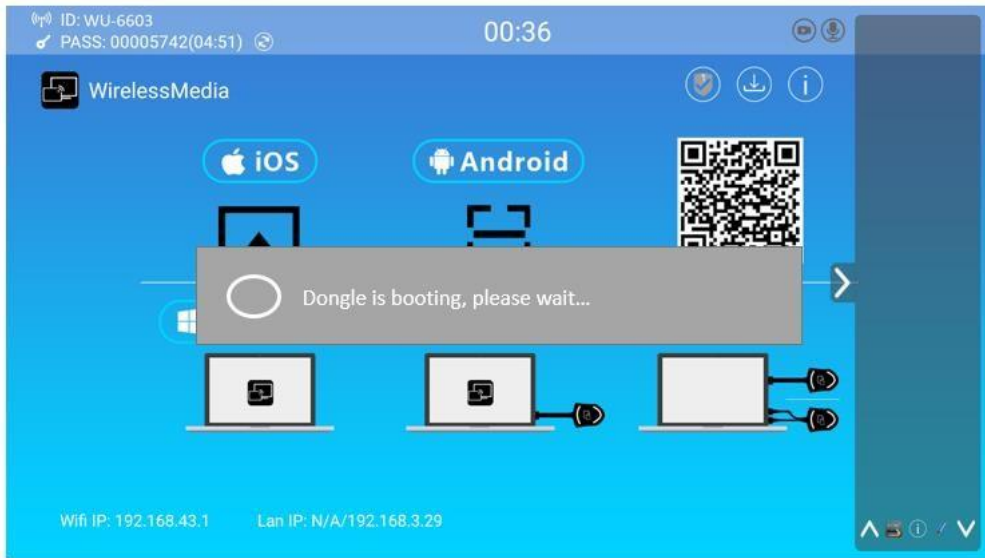 ID: WU-6603
PASS: 00005742(04:51)
00:36
WirelessMedia
iOS
Android
Dongle is booting, please wait...
Wifi IP: 192.168.43.1
Lan IP: N/A/192.168.3.29